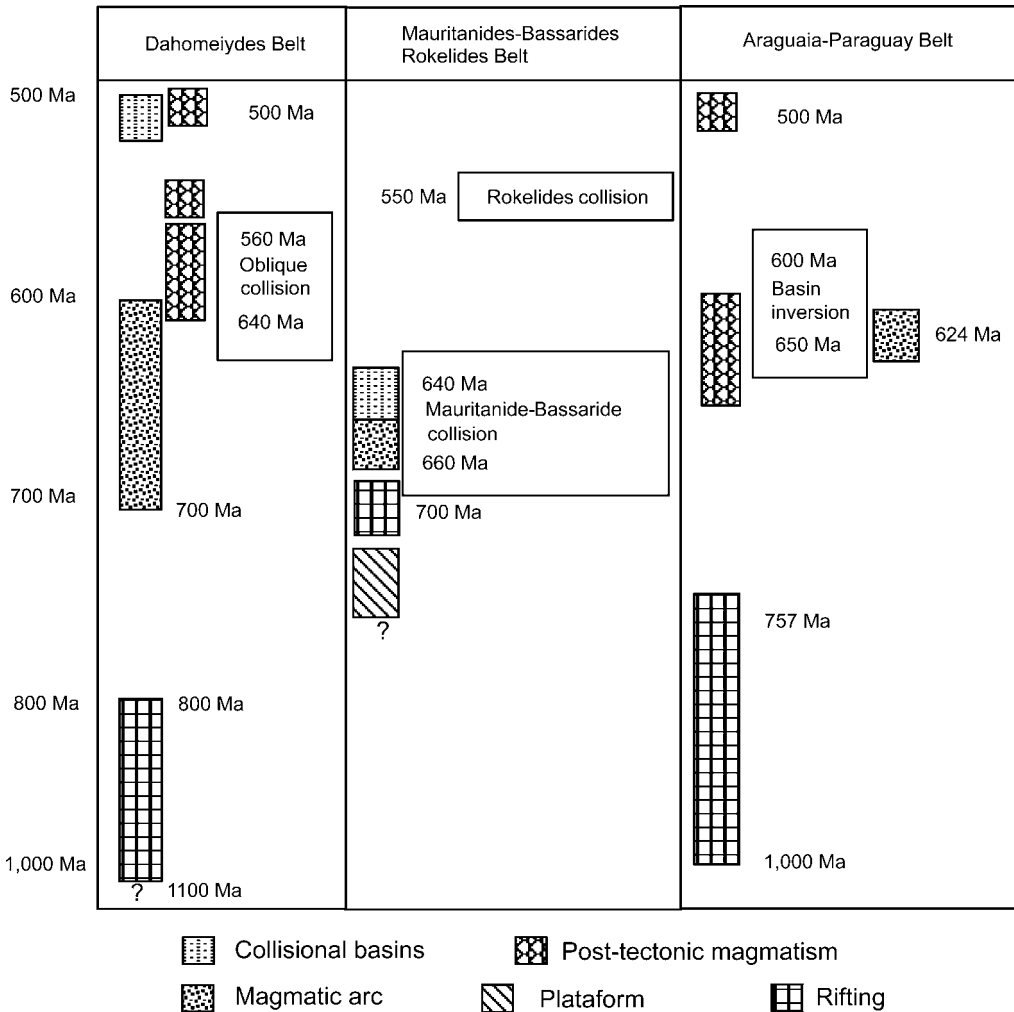 Dahomeiydes Belt
Mauritanides-Bassarides
Rokelides Belt
Araguaia-Paraguay Belt
500 Ma
500 Ma
500 Ma
550 Ma
Rokelides collision
560 Ma
Oblique
collision
640 Ma
600 Ma
600 Ma
Basin
inversion
650 Ma
624 Ma
640 Ma
Mauritanide-Bassaride
collision
660 Ma
700 Ma
700 Ma
700 Ma
?
757 Ma
800 Ma
800 Ma
1,000 Ma
? 1100 Ma
1,000 Ma
Collisional basins
Post-tectonic magmatism
Magmatic arc
Plataform
Rifting